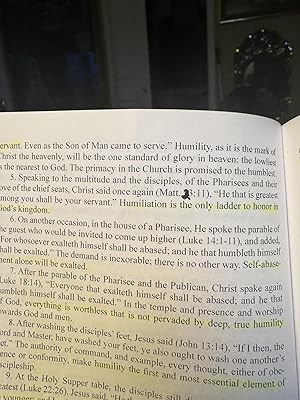 servant. Even as the Son of Man came to serve." Humility, as it is the mark of
Christ the heavenly, will be the one standard of glory in heaven: the lowliest
is the nearest to God. The primacy in the Church is promised to the humblest.
5. Speaking to the multitude and the disciples, of the Pharisees and their
love of the chief seats, Christ said once again (Matt. 23:11), "He that is greatest
among you shall be your servant." Humiliation is the only ladder to honor in
God's kingdom.
6. On another occasion, in the house of a Pharisee, He spoke the parable of
the guest who would be invited to come up higher (Luke 14:1-11), and added,
"For whosoever exalteth himself shall be abased; and he that humbleth himself
shall be exalted." The demand is inexorable; there is no other way. Self-abase-
ment alone will be exalted.
7. After the parable of the Pharisee and the Publican, Christ spake again
(Luke 18:14), "Everyone that exalteth himself shall be abased; and he that
humbleth himself shall be exalted." In the temple and presence and worship
of God, everything is worthless that is not pervaded by deep, true humility
towards God and men.
8. After washing the disciples' feet, Jesus said (John 13:14), "If I then, the
Lord and Master, have washed your feet, ye also ought to wash one another's
feet." The authority of command, and example, every thought, either of obe-
dience or conformity, make humility the first and most essential element of
discipleship.
9. At the Holy Supper table, the disciples still
greatest (Luke 22:26), Jesus said,